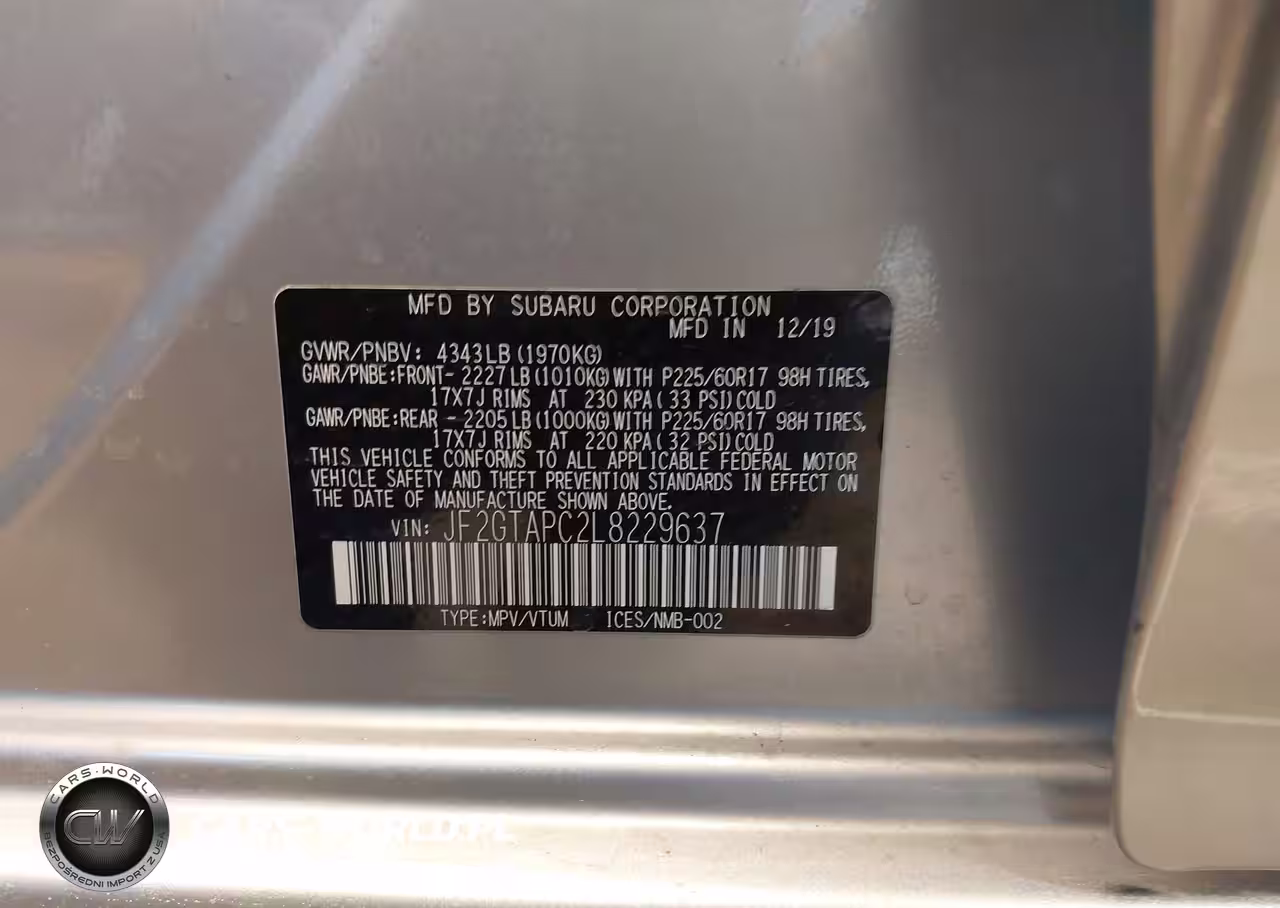 MFD BY SUBARU CORPORATION
MFD IN 12/19
GVWR/PNBV: 4343LB(1970KG)
GAWR/PNBE:FRONT- 2227LB(1010KG)WITH P225/60R17 98H TIRES,
17X7J RIMS AT 230 KPA( 33 PSI)COLD
GAWR/PNBE:REAR -2205LB(1000KG)WITH P225/60R17 98H TIRES,
17X7J RIMS AT 220 KPA( 32 PSI)COLD
THIS VEHICLE CONFORMS TO ALL APPLICABLE FEDERAL MOTOR
VEHICLE SAFETY AND THEFT PREVENTION STANDARDS IN EFFECT ON
THE DATE OF MANUFACTURE SHOWN ABOVE.
VIN: JF2GTAPC2L8229637
TYPE:MPV/VTUM ICES/NMB-002
CARS-WORLD
CW
BEZPOŚREDNI IMPORT Z USA